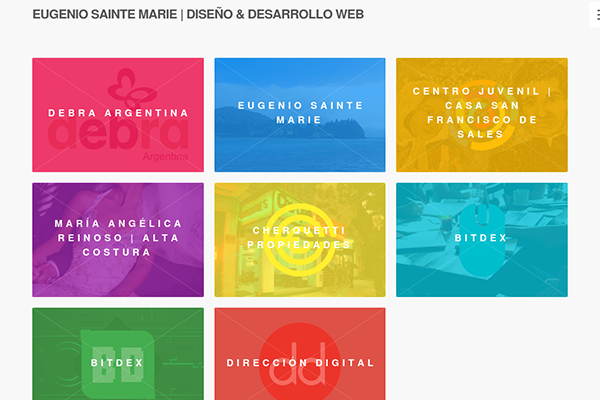 EUGENIO SAINTE MARIE | DISEÑO & DESARROLLO WEB
DEBRA ARGENTINA
debra
Argentina
EUGENIO SAINTE
MARIE
CENTRO JUVENIL |
CASA SAN
FRANCISCO DE
SALES
MARÍA ANGÉLICA
REINOSO | ALTA
COSTURA
CHERQUETTI
PROPIEDADES
BITDEX
BITDEX
BD
DIRECCIÓN DIGITAL
dd